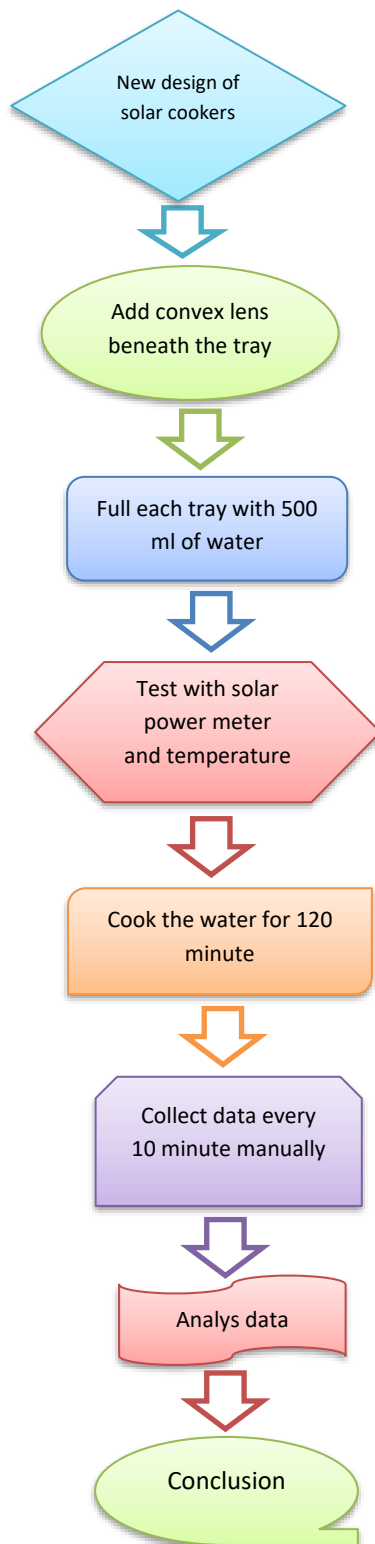 New design of
solar cookers
Add convex lens
beneath the tray
Full each tray with 500
ml of water
Test with solar
power meter
and temperature
Cook the water for 120
minute
Collect data every
10 minute manually
Analys data
Conclusion